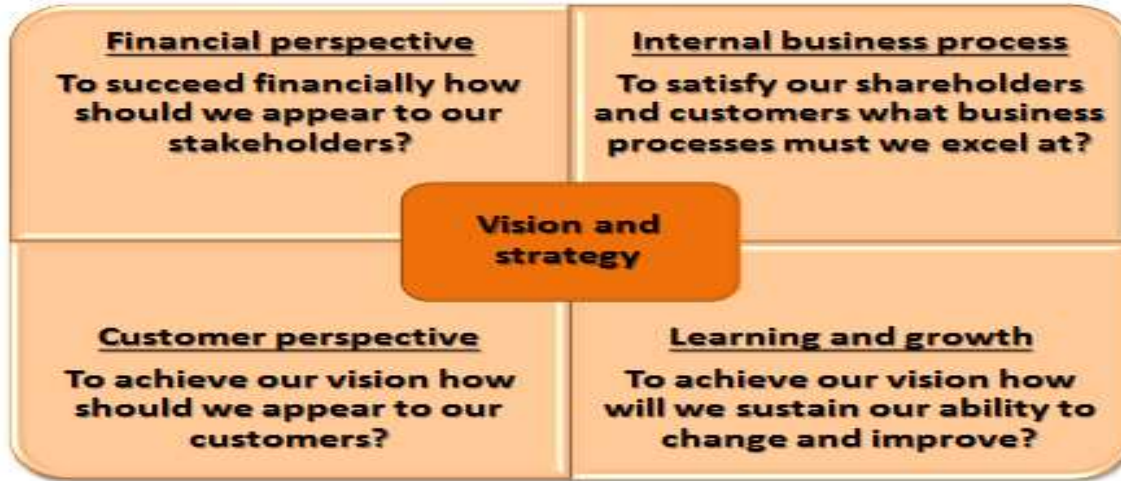 Financial perspective
To succeed financially how
should we appear to our
stakeholders?
Internal business process
To satisfy our shareholders
and customers what business
processes must we excel at?
Vision and
strategy
Customer perspective
To achieve our vision how
should we appear to our
customers?
Learning and growth
To achieve our vision how
will we sustain our ability to
change and improve?